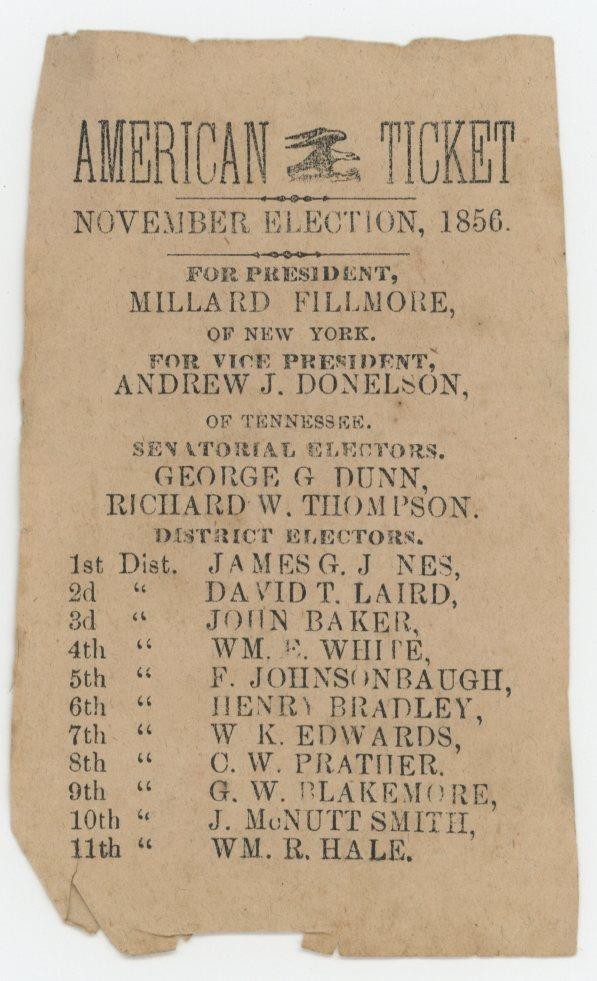 AMERICAN TICKET
NOVEMBER ELECTION, 1856.
FOR PRESIDENT,
MILLARD FILLMORE,
OF NEW YORK.
FOR VICE PRESIDENT,
ANDREW J. DONELSON,
OF TENNESSEE.
SENATORIAL ELECTORS.
GEORGE G DUNN,
RICHARD W. THOMPSON.
DISTRICT ELECTORS.
1st Dist. JAMES G. J NES,
2d " DAVID T. LAIRD,
3d " JOHN BAKER,
4th " WM. E. WHITE,
5th " F. JOHNSONBAUGH,
6th " HENRY BRADLEY,
7th " W K. EDWARDS,
8th " C. W. PRATHER.
9th " G. W. BLAKEMORE,
10th " J. McNUTT SMITH,
11th " WM. R. HALE.